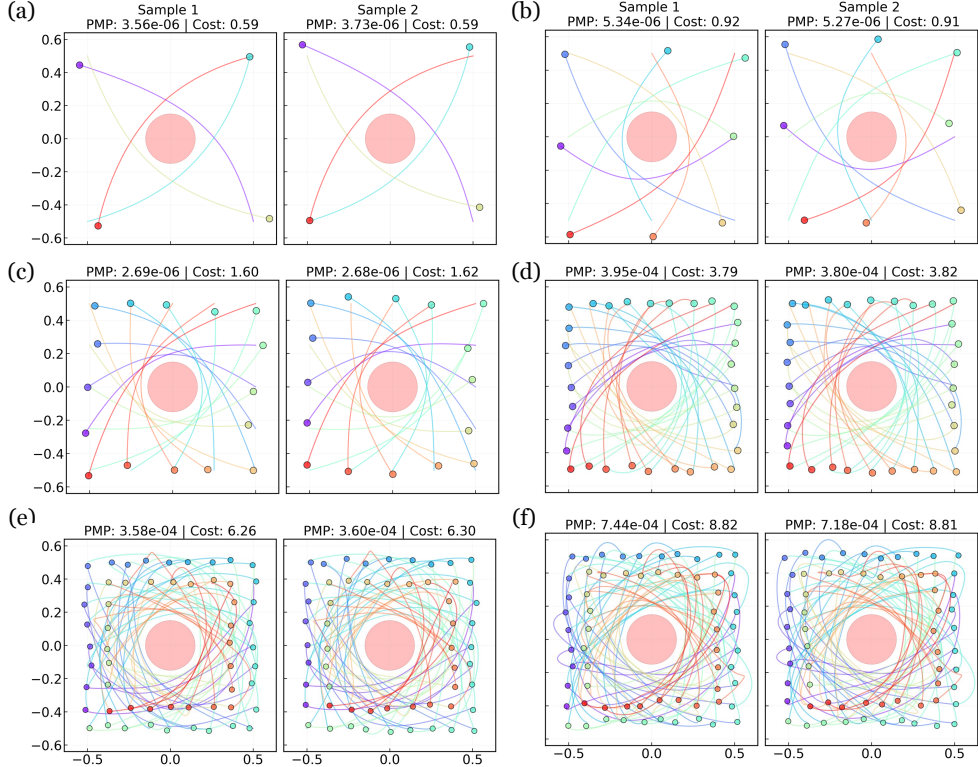 (a)
Sample 1
PMP: 3.56e-06 | Cost: 0.59
Sample 2
PMP: 3.73e-06 | Cost: 0.59
0.6
0.4
0.2
0.0
−0.2
−0.4
−0.6
(b)
Sample 1
PMP: 5.34e-06 | Cost: 0.92
Sample 2
PMP: 5.27e-06 | Cost: 0.91
(c)
PMP: 2.69e-06 | Cost: 1.60
PMP: 2.68e-06 | Cost: 1.62
0.6
0.4
0.2
0.0
−0.2
−0.4
−0.6
(d)
PMP: 3.95e-04 | Cost: 3.79
PMP: 3.80e-04 | Cost: 3.82
(e)
PMP: 3.58e-04 | Cost: 6.26
PMP: 3.60e-04 | Cost: 6.30
0.6
0.4
0.2
0.0
−0.2
−0.4
−0.6
−0.5 0.0 0.5
−0.5 0.0 0.5
(f)
PMP: 7.44e-04 | Cost: 8.82
PMP: 7.18e-04 | Cost: 8.81
−0.5 0.0 0.5
−0.5 0.0 0.5